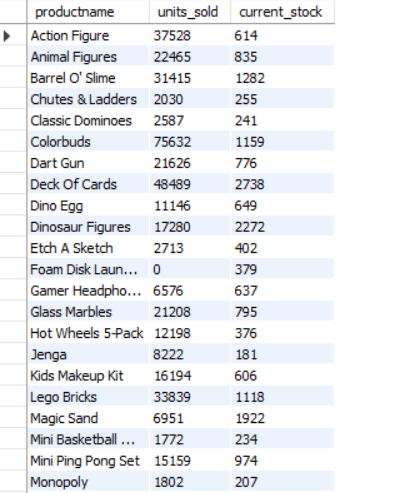 productname units_sold current_stock
Action Figure 37528 614
Animal Figures 22465 835
Barrel O' Slime 31415 1282
Chutes & Ladders 2030 255
Classic Dominoes 2587 241
Colorbuds 75632 1159
Dart Gun 21626 776
Deck Of Cards 48489 2738
Dino Egg 11146 649
Dinosaur Figures 17280 2272
Etch A Sketch 2713 402
Foam Disk Laun... 0 379
Gamer Headpho... 6576 637
Glass Marbles 21208 795
Hot Wheels 5-Pack 12198 376
Jenga 8222 181
Kids Makeup Kit 16194 606
Lego Bricks 33839 1118
Magic Sand 6951 1922
Mini Basketball ... 1772 234
Mini Ping Pong Set 15159 974
Monopoly 1802 207